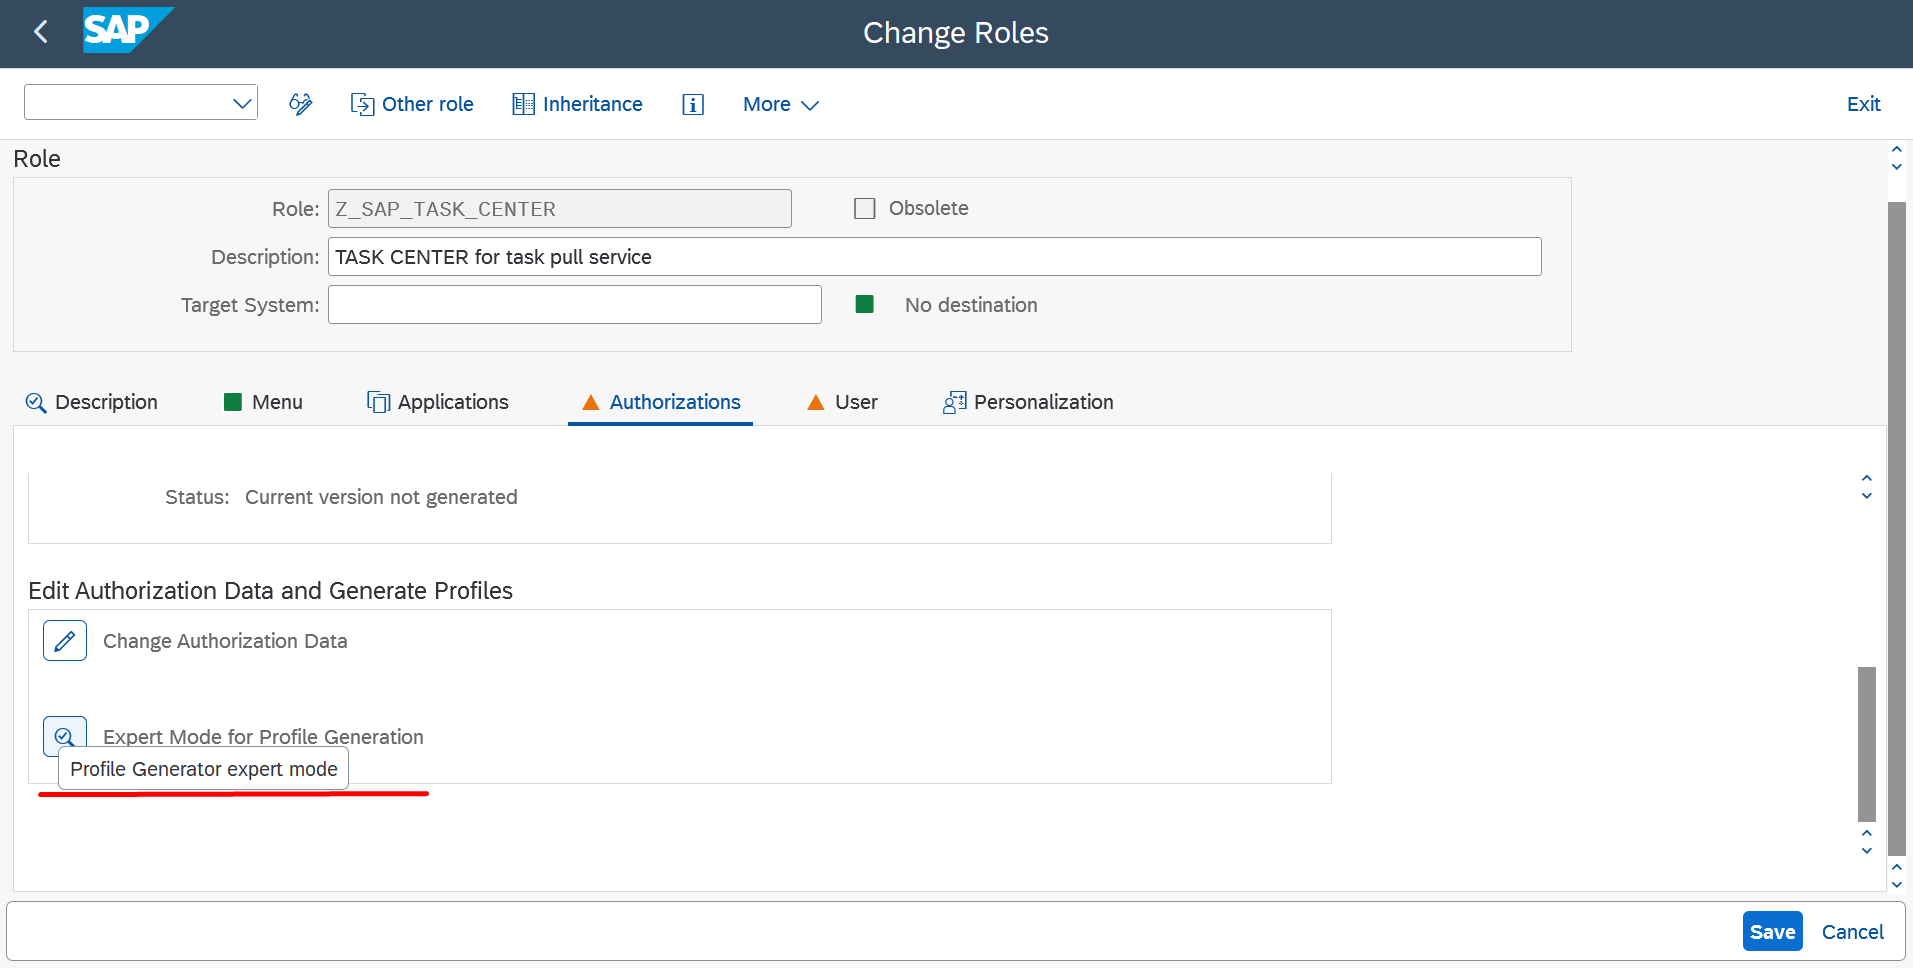 SAP
Change Roles
Other role
Inheritance
More
Exit
Role
Role: Z_SAP_TASK_CENTER
Obsolete
Description: TASK CENTER for task pull service
Target System:
No destination
Description
Menu
Applications
Authorizations
User
Personalization
Status: Current version not generated
Edit Authorization Data and Generate Profiles
Change Authorization Data
Expert Mode for Profile Generation
Profile Generator expert mode
Save
Cancel